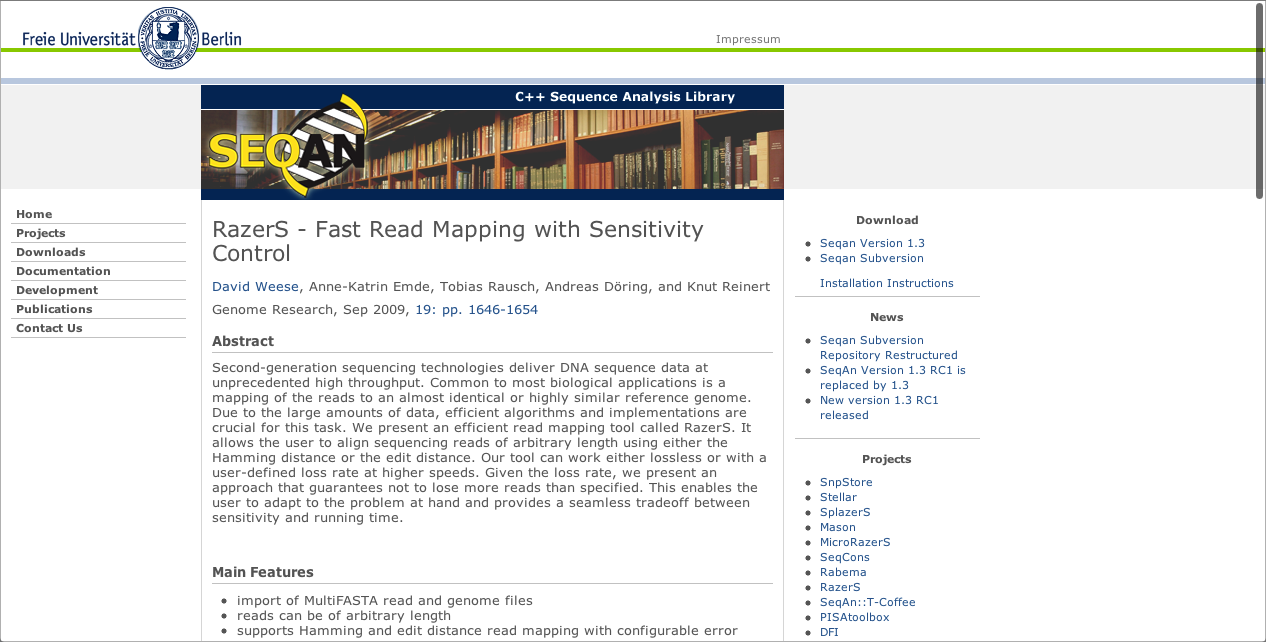 Freie Universität Berlin
Impressum
C++ Sequence Analysis Library
SEQAN
Home
Projects
Downloads
Documentation
Development
Publications
Contact Us
RazerS - Fast Read Mapping with Sensitivity
Control
David Weese, Anne-Katrin Emde, Tobias Rausch, Andreas Döring, and Knut Reinert
Genome Research, Sep 2009, 19: pp. 1646-1654
Abstract
Second-generation sequencing technologies deliver DNA sequence data at
unprecedented high throughput. Common to most biological applications is a
mapping of the reads to an almost identical or highly similar reference genome.
Due to the large amounts of data, efficient algorithms and implementations are
crucial for this task. We present an efficient read mapping tool called RazerS. It
allows the user to align sequencing reads of arbitrary length using either the
Hamming distance or the edit distance. Our tool can work either lossless or with a
user-defined loss rate at higher speeds. Given the loss rate, we present an
approach that guarantees not to lose more reads than specified. This enables the
user to adapt to the problem at hand and provides a seamless tradeoff between
sensitivity and running time.
Main Features
• import of MultiFASTA read and genome files
• reads can be of arbitrary length
• supports Hamming and edit distance read mapping with configurable error
Download
• Seqan Version 1.3
• Seqan Subversion
Installation Instructions
News
• Seqan Subversion
Repository Restructured
• SeqAn Version 1.3 RC1 is
replaced by 1.3
• New version 1.3 RC1
released
Projects
• SnpStore
• Stellar
• SplazerS
• Mason
• MicroRazerS
• SeqCons
• Rabema
• RazerS
• SeqAn::T-Coffee
• PISAtoolbox
• DFI